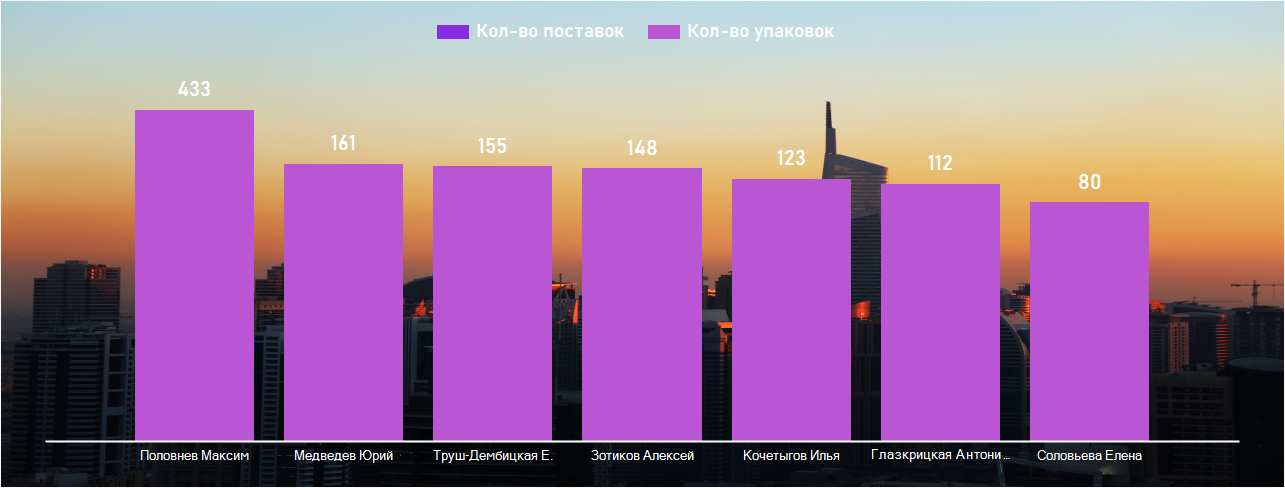 Кол-во поставок Кол-во упаковок
433
161
155
148
123
112
80
Половнев Максим
Медведев Юрий
Труш-Дембицкая Е.
Зотиков Алексей
Кочетыгов Илья
Глазкрицкая Антони...
Соловьева Елена